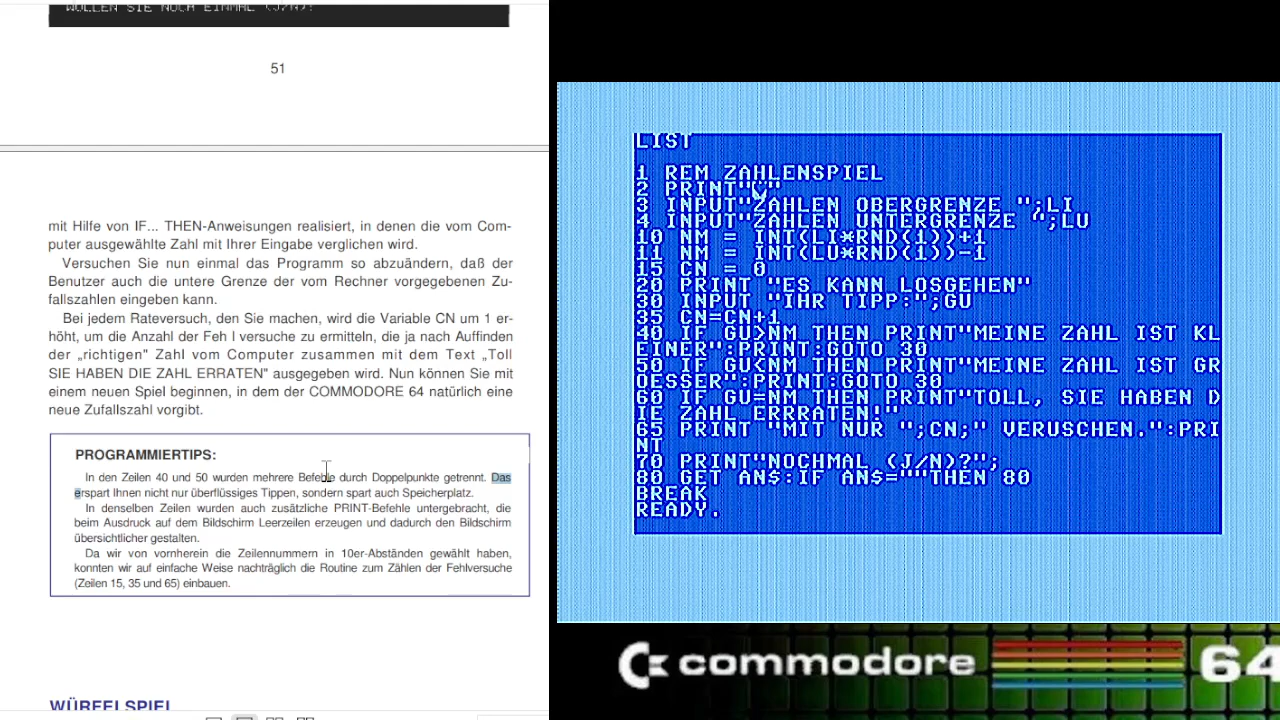 WOLLEN SIE NOCH EINMAL (J/N)?
51
mit Hilfe von IF... THEN-Anweisungen realisiert, in denen die vom Com-
puter ausgewählte Zahl mit Ihrer Eingabe verglichen wird.
Versuchen Sie nun einmal das Programm so abzuändern, daß der
Benutzer auch die untere Grenze der vom Rechner vorgegebenen Zu-
fallszahlen eingeben kann.
Bei jedem Rateversuch, den Sie machen, wird die Variable CN um 1 er-
höht, um die Anzahl der Feh l versuche zu ermitteln, die ja nach Auffinden
der „richtigen" Zahl vom Computer zusammen mit dem Text „Toll
SIE HABEN DIE ZAHL ERRATEN" ausgegeben wird. Nun können Sie mit
einem neuen Spiel beginnen, in dem der COMMODORE 64 natürlich eine
neue Zufallszahl vorgibt.
PROGRAMMIERTIPS:
In den Zeilen 40 und 50 wurden mehrere Befehle durch Doppelpunkte getrennt. Das
erspart Ihnen nicht nur überflüssiges Tippen, sondern spart auch Speicherplatz.
In denselben Zeilen wurden auch zusätzliche PRINT-Befehle untergebracht, die
beim Ausdruck auf dem Bildschirm Leerzeilen erzeugen und dadurch den Bildschirm
übersichtlicher gestalten.
Da wir von vornherein die Zeilennummern in 10er-Abständen gewählt haben,
konnten wir auf einfache Weise nachträglich die Routine zum Zählen der Fehlversuche
(Zeilen 15, 35 und 65) einbauen.
WÜRFELSPIEL
LIST
1 REM ZAHLENSPIEL
2 PRINT"♥"
3 INPUT"ZAHLEN OBERGRENZE ";LI
4 INPUT"ZAHLEN UNTERGRENZE ";LU
10 NM = INT(LI*RND(1))+1
11 NM = INT(LU*RND(1))-1
15 CN = 0
20 PRINT "ES KANN LOSGEHEN"
30 INPUT "IHR TIPP:";GU
35 CN=CN+1
40 IF GU>NM THEN PRINT"MEINE ZAHL IST KL
EINER":PRINT:GOTO 30
50 IF GU<NM THEN PRINT"MEINE ZAHL IST GR
OESSER":PRINT:GOTO 30
60 IF GU=NM THEN PRINT"TOLL, SIE HABEN D
IE ZAHL ERRRATEN!"
65 PRINT "MIT NUR ";CN;" VERUSCHEN.":PRI
NT
70 PRINT"NOCHMAL (J/N)?";
80 GET AN$:IF AN$=""THEN 80
BREAK
READY.
commodore 64